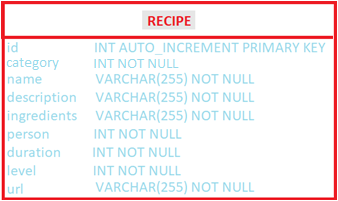 RECIPE
id INT AUTO_INCREMENT PRIMARY KEY
category INT NOT NULL
name VARCHAR(255) NOT NULL
description VARCHAR(255) NOT NULL
ingredients VARCHAR(255) NOT NULL
person INT NOT NULL
duration INT NOT NULL
level INT NOT NULL
url VARCHAR(255) NOT NULL